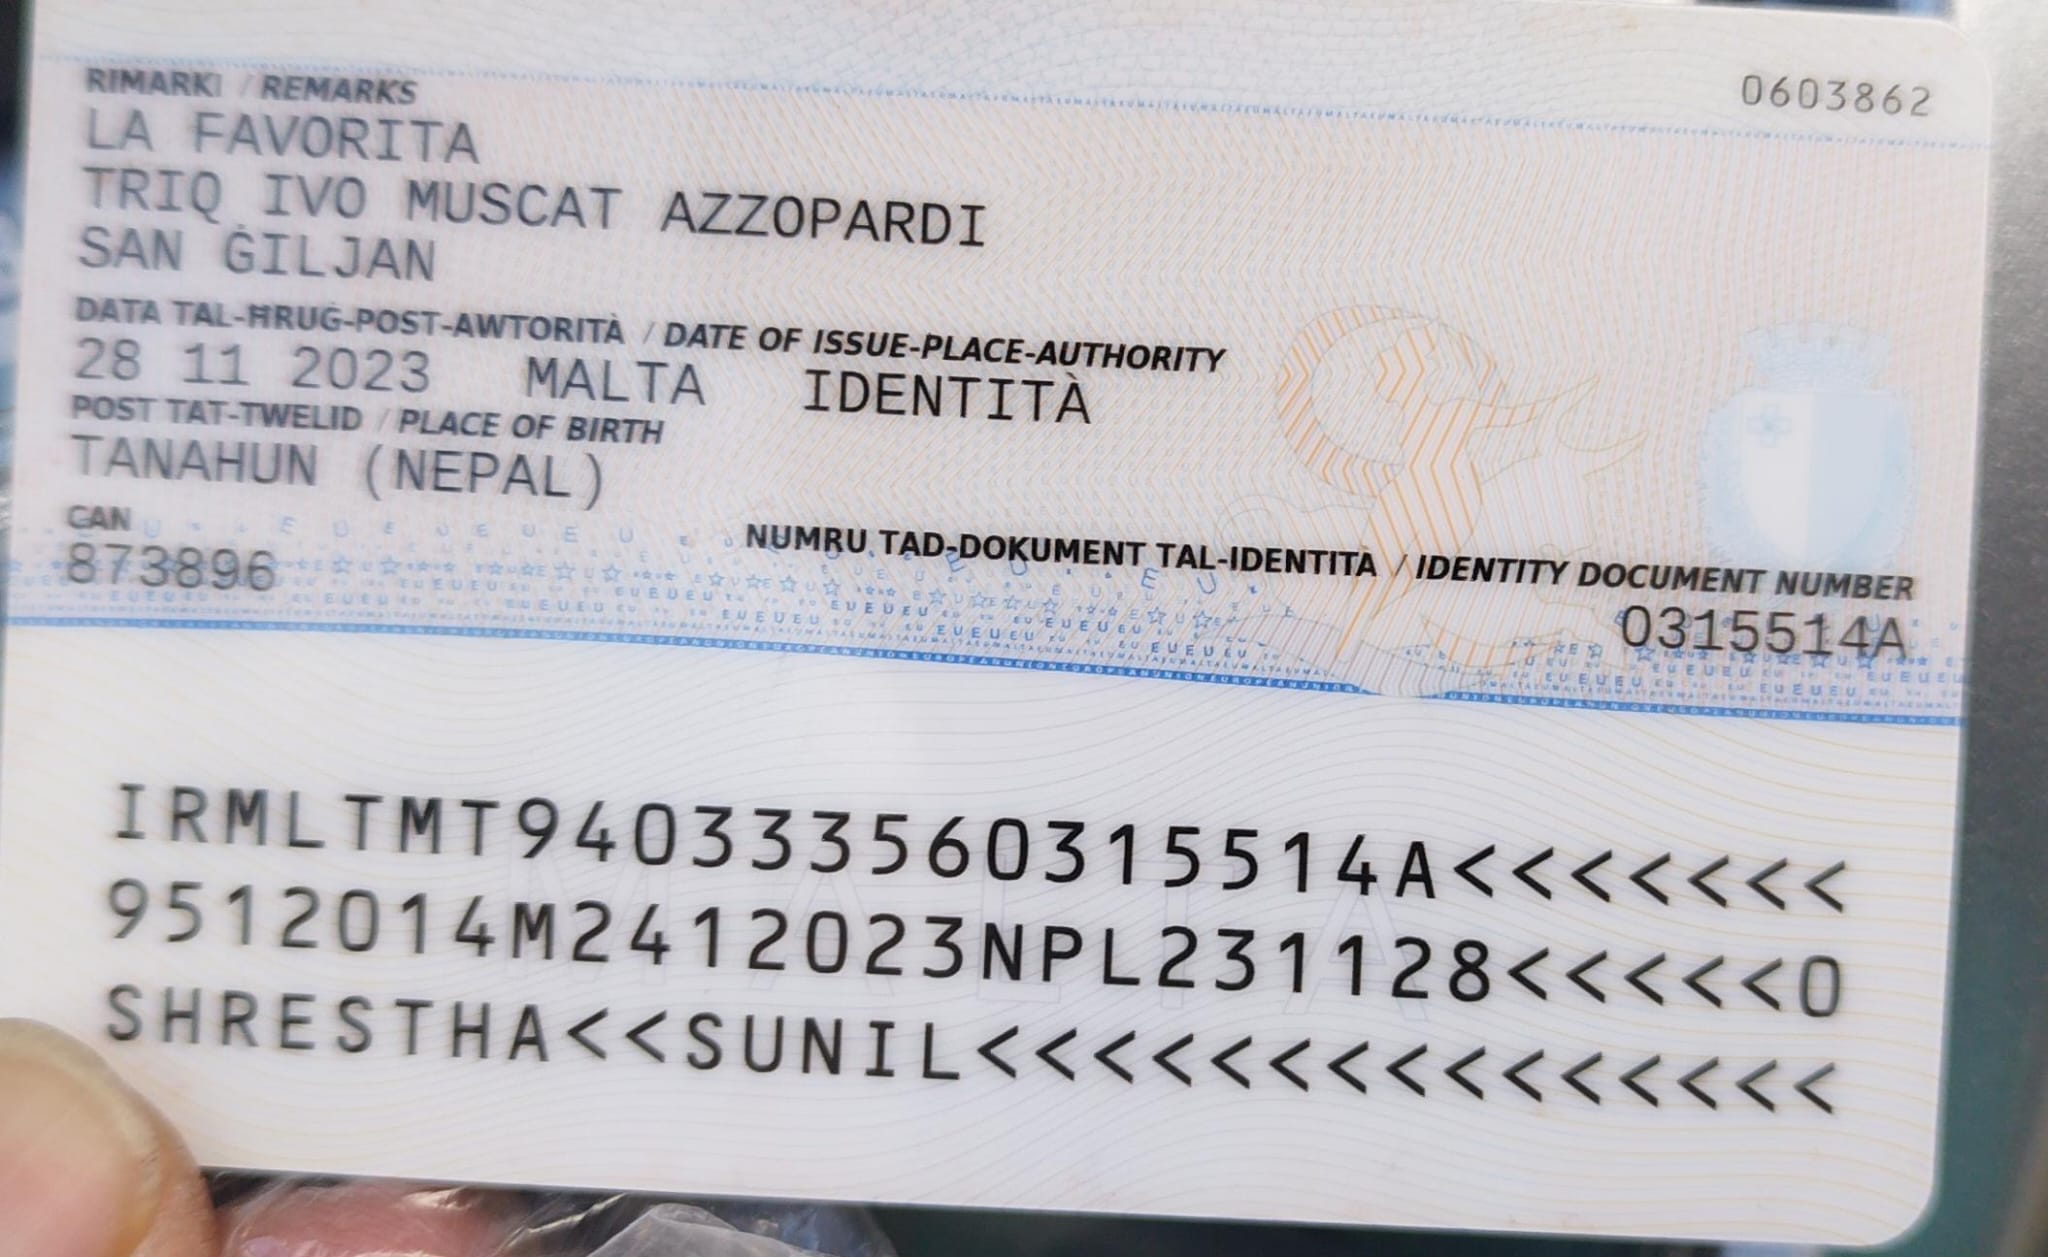 RIMARKI / REMARKS
0603862
LA FAVORITA
TRIQ IVO MUSCAT AZZOPARDI
SAN ĠILJAN
DATA TAL-ĦRUĠ-POST-AWTORITÀ / DATE OF ISSUE-PLACE-AUTHORITY
28 11 2023 MALTA IDENTITÀ
POST TAT-TWELID / PLACE OF BIRTH
TANAHUN (NEPAL)
CAN
873896
NUMRU TAD-DOKUMENT TAL-IDENTITÀ / IDENTITY DOCUMENT NUMBER
0315514A
IRMLTMT940333560315514A<<<<<<<
9512014M2412023NPL231128<<<<<0
SHRESTHA<<SUNIL<<<<<<<<<<<<<<<